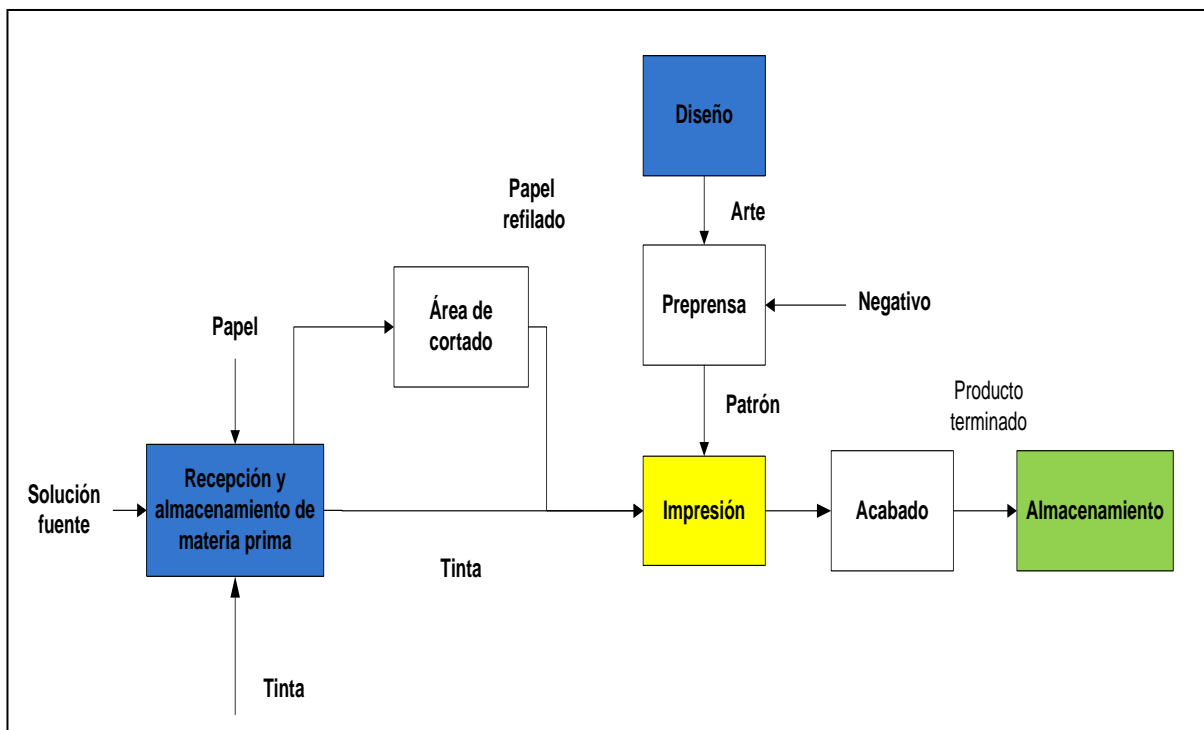 Diseño
Papel
refilado
Arte
Preprensa
Negativo
Área de
cortado
Papel
Patrón
Producto
terminado
Recepción y
almacenamiento de
materia prima
Solución
fuente
Impresión
Acabado
Almacenamiento
Tinta
Tinta